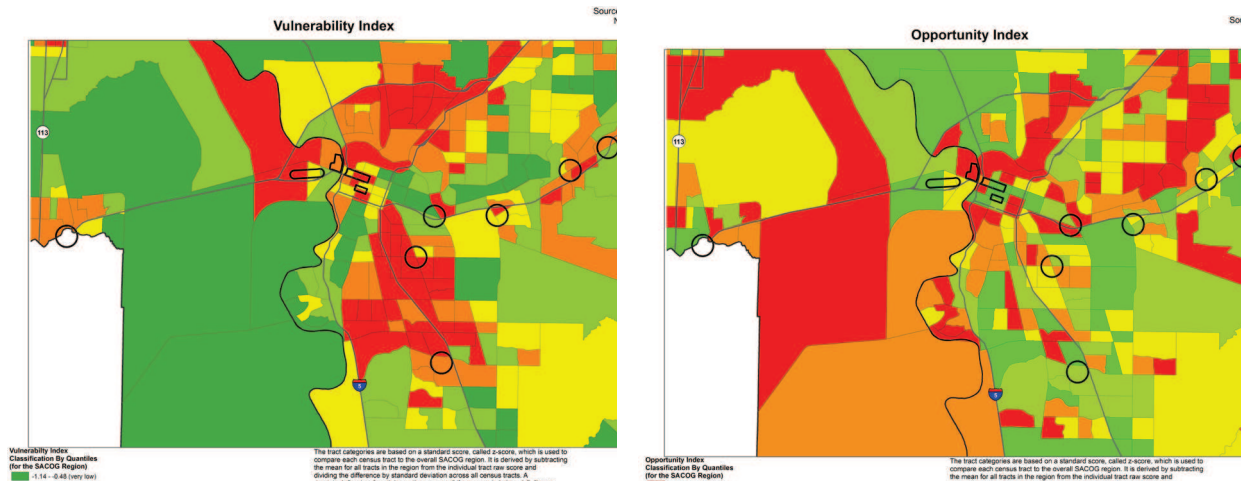 Source
Vulnerability Index
113
5
Vulnerabilty Index
Classification By Quantiles
(for the SACOG Region)
-1.14 - -0.48 (very low)
The tract categories are based on a standard score, called z-score, which is used to
compare each census tract to the overall SACOG region. It is derived by subtracting
the mean for all tracts in the region from the individual tract raw score and
dividing the difference by standard deviation across all census tracts. A
Sou
Opportunity Index
113
5
Opportunity Index
Classification By Quantiles
(for the SACOG Region)
The tract categories are based on a standard score, called z-score, which is used to
compare each census tract to the overall SACOG region. It is derived by subtracting
the mean for all tracts in the region from the individual tract raw score and